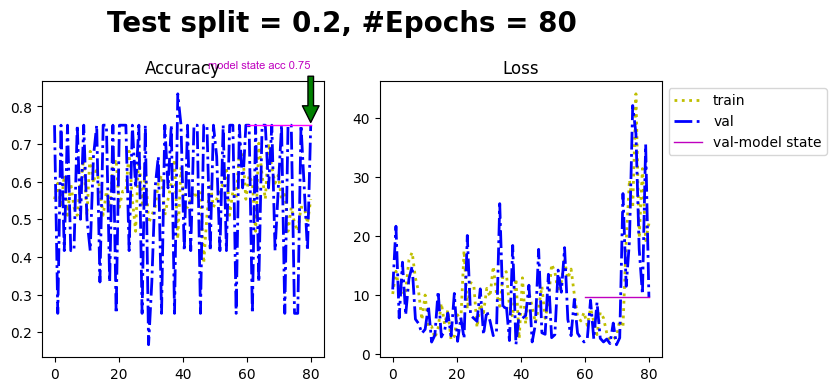 Test split = 0.2, #Epochs = 80
Accuracy
model state acc 0.75
0.8
0.7
0.6
0.5
0.4
0.3
0.2
0 20 40 60 80
Loss
40
30
20
10
0
0 20 40 60 80
train
val
val-model state